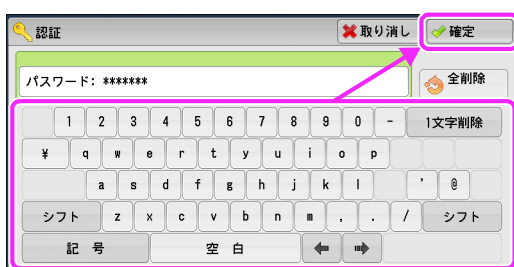 認証 取り消し 確定
パスワード: ******* 全削除
1 2 3 4 5 6 7 8 9 0 - 1文字削除
¥ q w e r t y u i o p
a s d f g h j k l ' @
シフト z x c v b n m , . / シフト
記 号 空 白